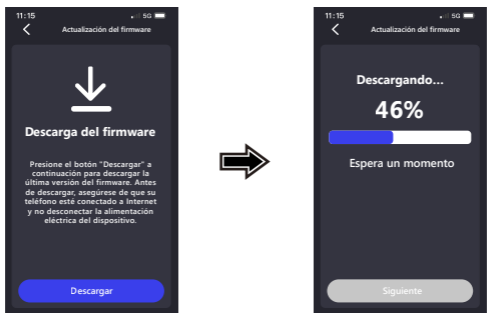 11:15
5G
Actualización del firmware
Descarga del firmware
Presione el botón "Descargar" a
continuación para descargar la
última versión del firmware. Antes
de descargar, asegúrese de que su
teléfono esté conectado a Internet
y no desconectar la alimentación
eléctrica del dispositivo.
Descargar
11:15
5G
Actualización del firmware
Descargando...
46%
Espera un momento
Siguiente